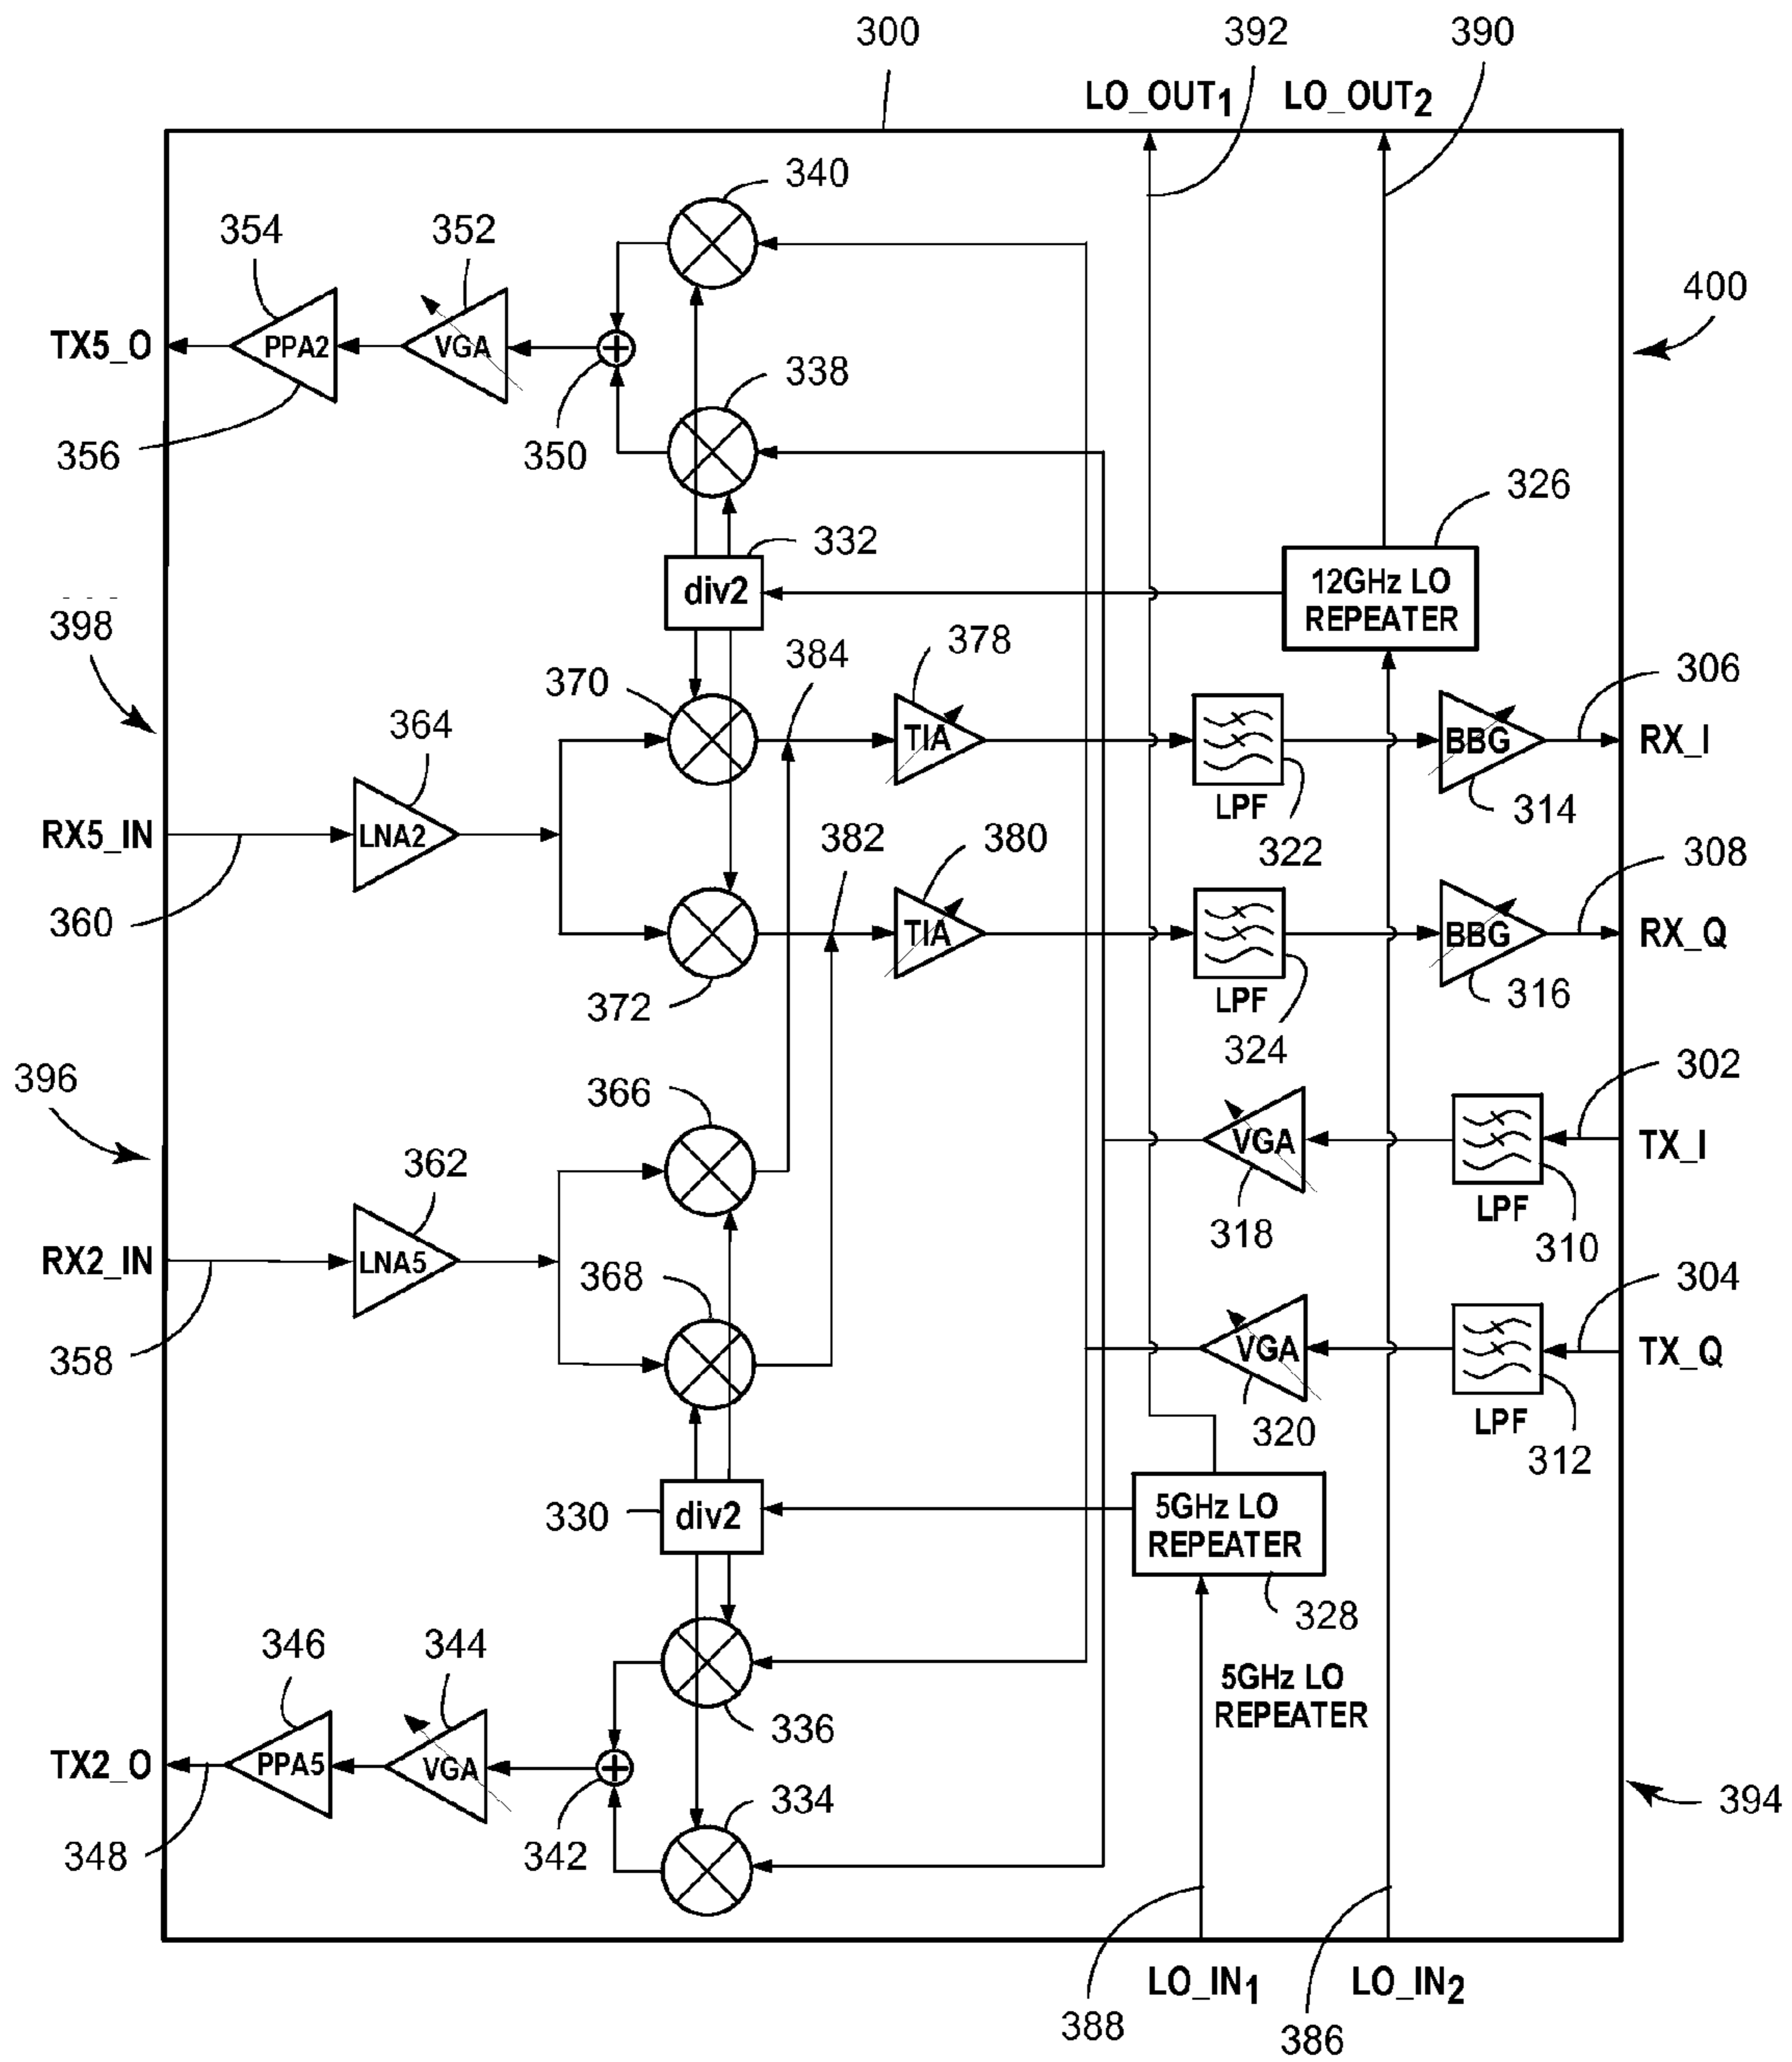 300
392
390
LO_OUT1
LO_OUT2
340
354
352
400
PPA2
VGA
TX5_O
338
356
350
326
332
div2
12GHz LO
REPEATER
398
384
378
370
306
364
TIA
BBG
RX_I
LPF
314
RX5_IN
LNA2
382
380
322
308
360
TIA
BBG
RX_Q
372
LPF
316
324
396
366
302
362
VGA
TX_I
LPF
318
310
RX2_IN
LNA5
368
304
358
VGA
TX_Q
320
LPF
312
330
div2
5GHz LO
REPEATER
328
346
344
5GHz LO
REPEATER
336
TX2_O
PPA5
VGA
334
394
348
342
LO_IN1
LO_IN2
388
386